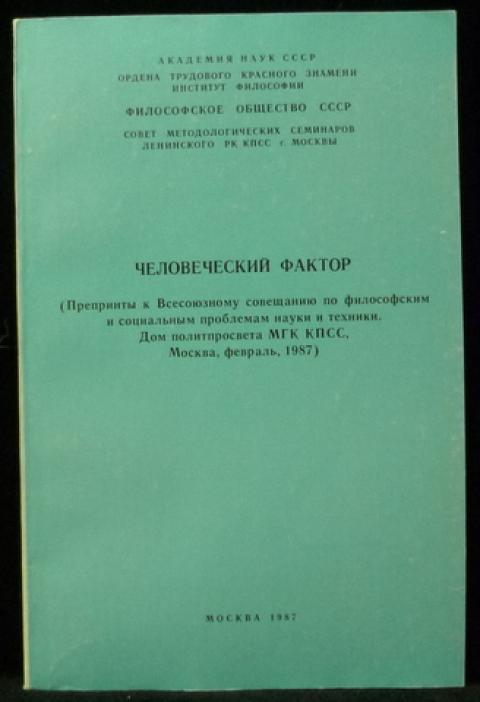 АКАДЕМИЯ НАУК СССР
ОРДЕНА ТРУДОВОГО КРАСНОГО ЗНАМЕНИ
ИНСТИТУТ ФИЛОСОФИИ
ФИЛОСОФСКОЕ ОБЩЕСТВО СССР
СОВЕТ МЕТОДОЛОГИЧЕСКИХ СЕМИНАРОВ
ЛЕНИНСКОГО РК КПСС г. МОСКВЫ
ЧЕЛОВЕЧЕСКИЙ ФАКТОР
(Препринты к Всесоюзному совещанию по философским
и социальным проблемам науки и техники.
Дом политпросвета МГК КПСС,
Москва, февраль, 1987)
МОСКВА 1987